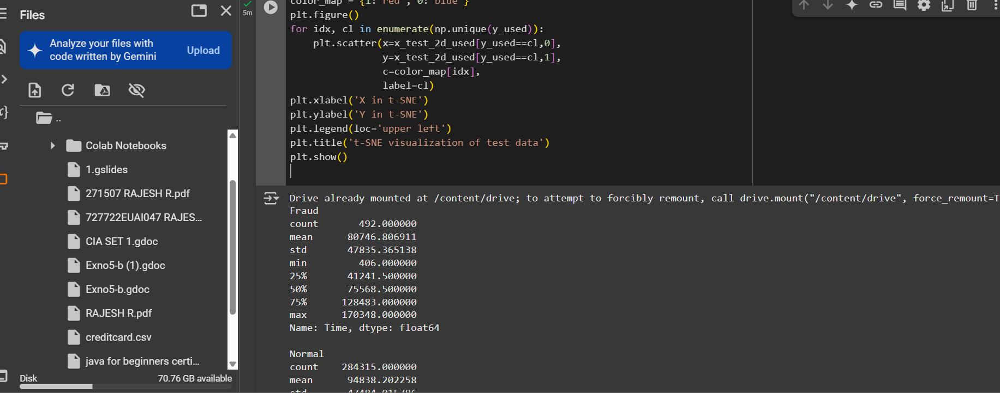 Files
Analyze your files with
code written by Gemini
Upload
..
Colab Notebooks
1.gslides
271507 RAJESH R.pdf
727722EUAI047 RAJES...
CIA SET 1.gdoc
Exno5-b (1).gdoc
Exno5-b.gdoc
RAJESH R.pdf
creditcard.csv
java for beginners certi...
Disk
70.76 GB available
5m
color_map = {1: 'red', 0: 'blue'}
plt.figure()
for idx, cl in enumerate(np.unique(y_used)):
    plt.scatter(x=x_test_2d_used[y_used==cl,0],
                y=x_test_2d_used[y_used==cl,1],
                c=color_map[idx],
                label=cl)
plt.xlabel('X in t-SNE')
plt.ylabel('Y in t-SNE')
plt.legend(loc='upper left')
plt.title('t-SNE visualization of test data')
plt.show()
Drive already mounted at /content/drive; to attempt to forcibly remount, call drive.mount("/content/drive", force_remount=T
Fraud
count       492.000000
mean      80746.806911
std       47835.365138
min         406.000000
25%       41241.500000
50%       75568.500000
75%      128483.000000
max      170348.000000
Name: Time, dtype: float64
Normal
count    284315.000000
mean      94838.202258
std       47484.015786